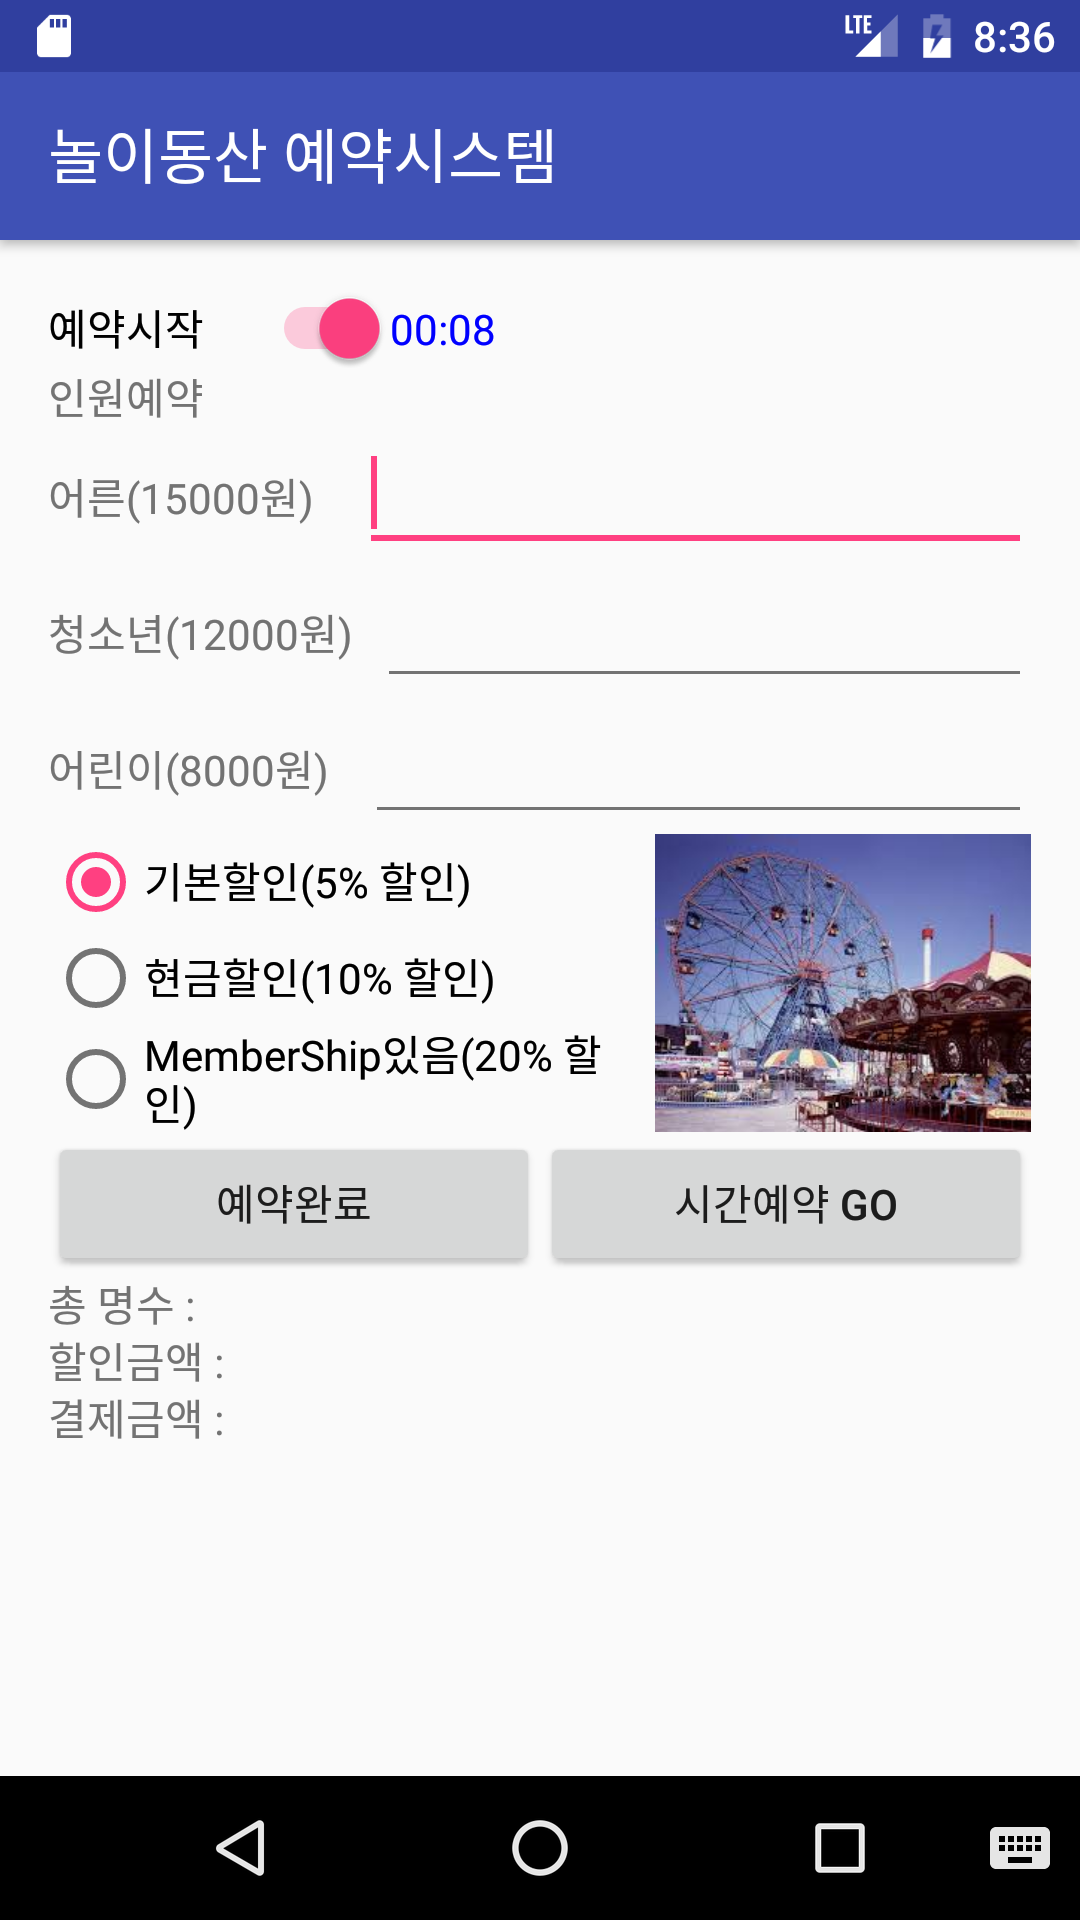 LTE 8:36
놀이동산 예약시스템
예약시작 00:08
인원예약
어른(15000원)
청소년(12000원)
어린이(8000원)
기본할인(5% 할인)
현금할인(10% 할인)
MemberShip있음(20% 할
인)
예약완료 시간예약 GO
총 명수 :
할인금액 :
결제금액 :